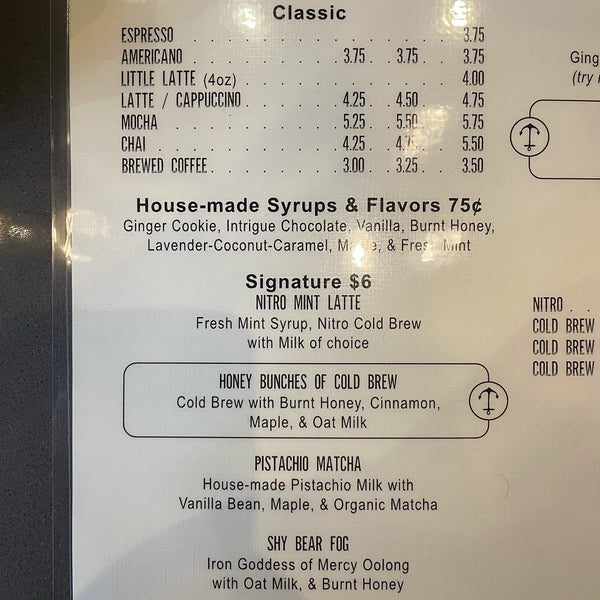 Classic
ESPRESSO . . . . . . . . . . . . . . . 3.75
AMERICANO . . . . . . . . 3.75 . . 3.75 . . 3.75
LITTLE LATTE (4oz) . . . . . . . . . . . . 4.00
LATTE / CAPPUCCINO . . . . . 4.25 . . 4.50 . . 4.75
MOCHA . . . . . . . . . . 5.25 . . 5.50 . . 5.75
CHAI . . . . . . . . . . . 4.25 . . . . 5.50
BREWED COFFEE . . . . . . . 3.00 . . 3.25 . . 3.50
House-made Syrups & Flavors 75¢
Ginger Cookie, Intrigue Chocolate, Vanilla, Burnt Honey,
Lavender-Coconut-Caramel, & Fresh Mint
Signature $6
NITRO MINT LATTE
Fresh Mint Syrup, Nitro Cold Brew
with Milk of choice
HONEY BUNCHES OF COLD BREW
Cold Brew with Burnt Honey, Cinnamon,
Maple, & Oat Milk
PISTACHIO MATCHA
House-made Pistachio Milk with
Vanilla Bean, Maple, & Organic Matcha
SHY BEAR FOG
Iron Goddess of Mercy Oolong
with Oat Milk, & Burnt Honey
Ging
(try
NITRO . .
COLD BREW
COLD BREW
COLD BREW